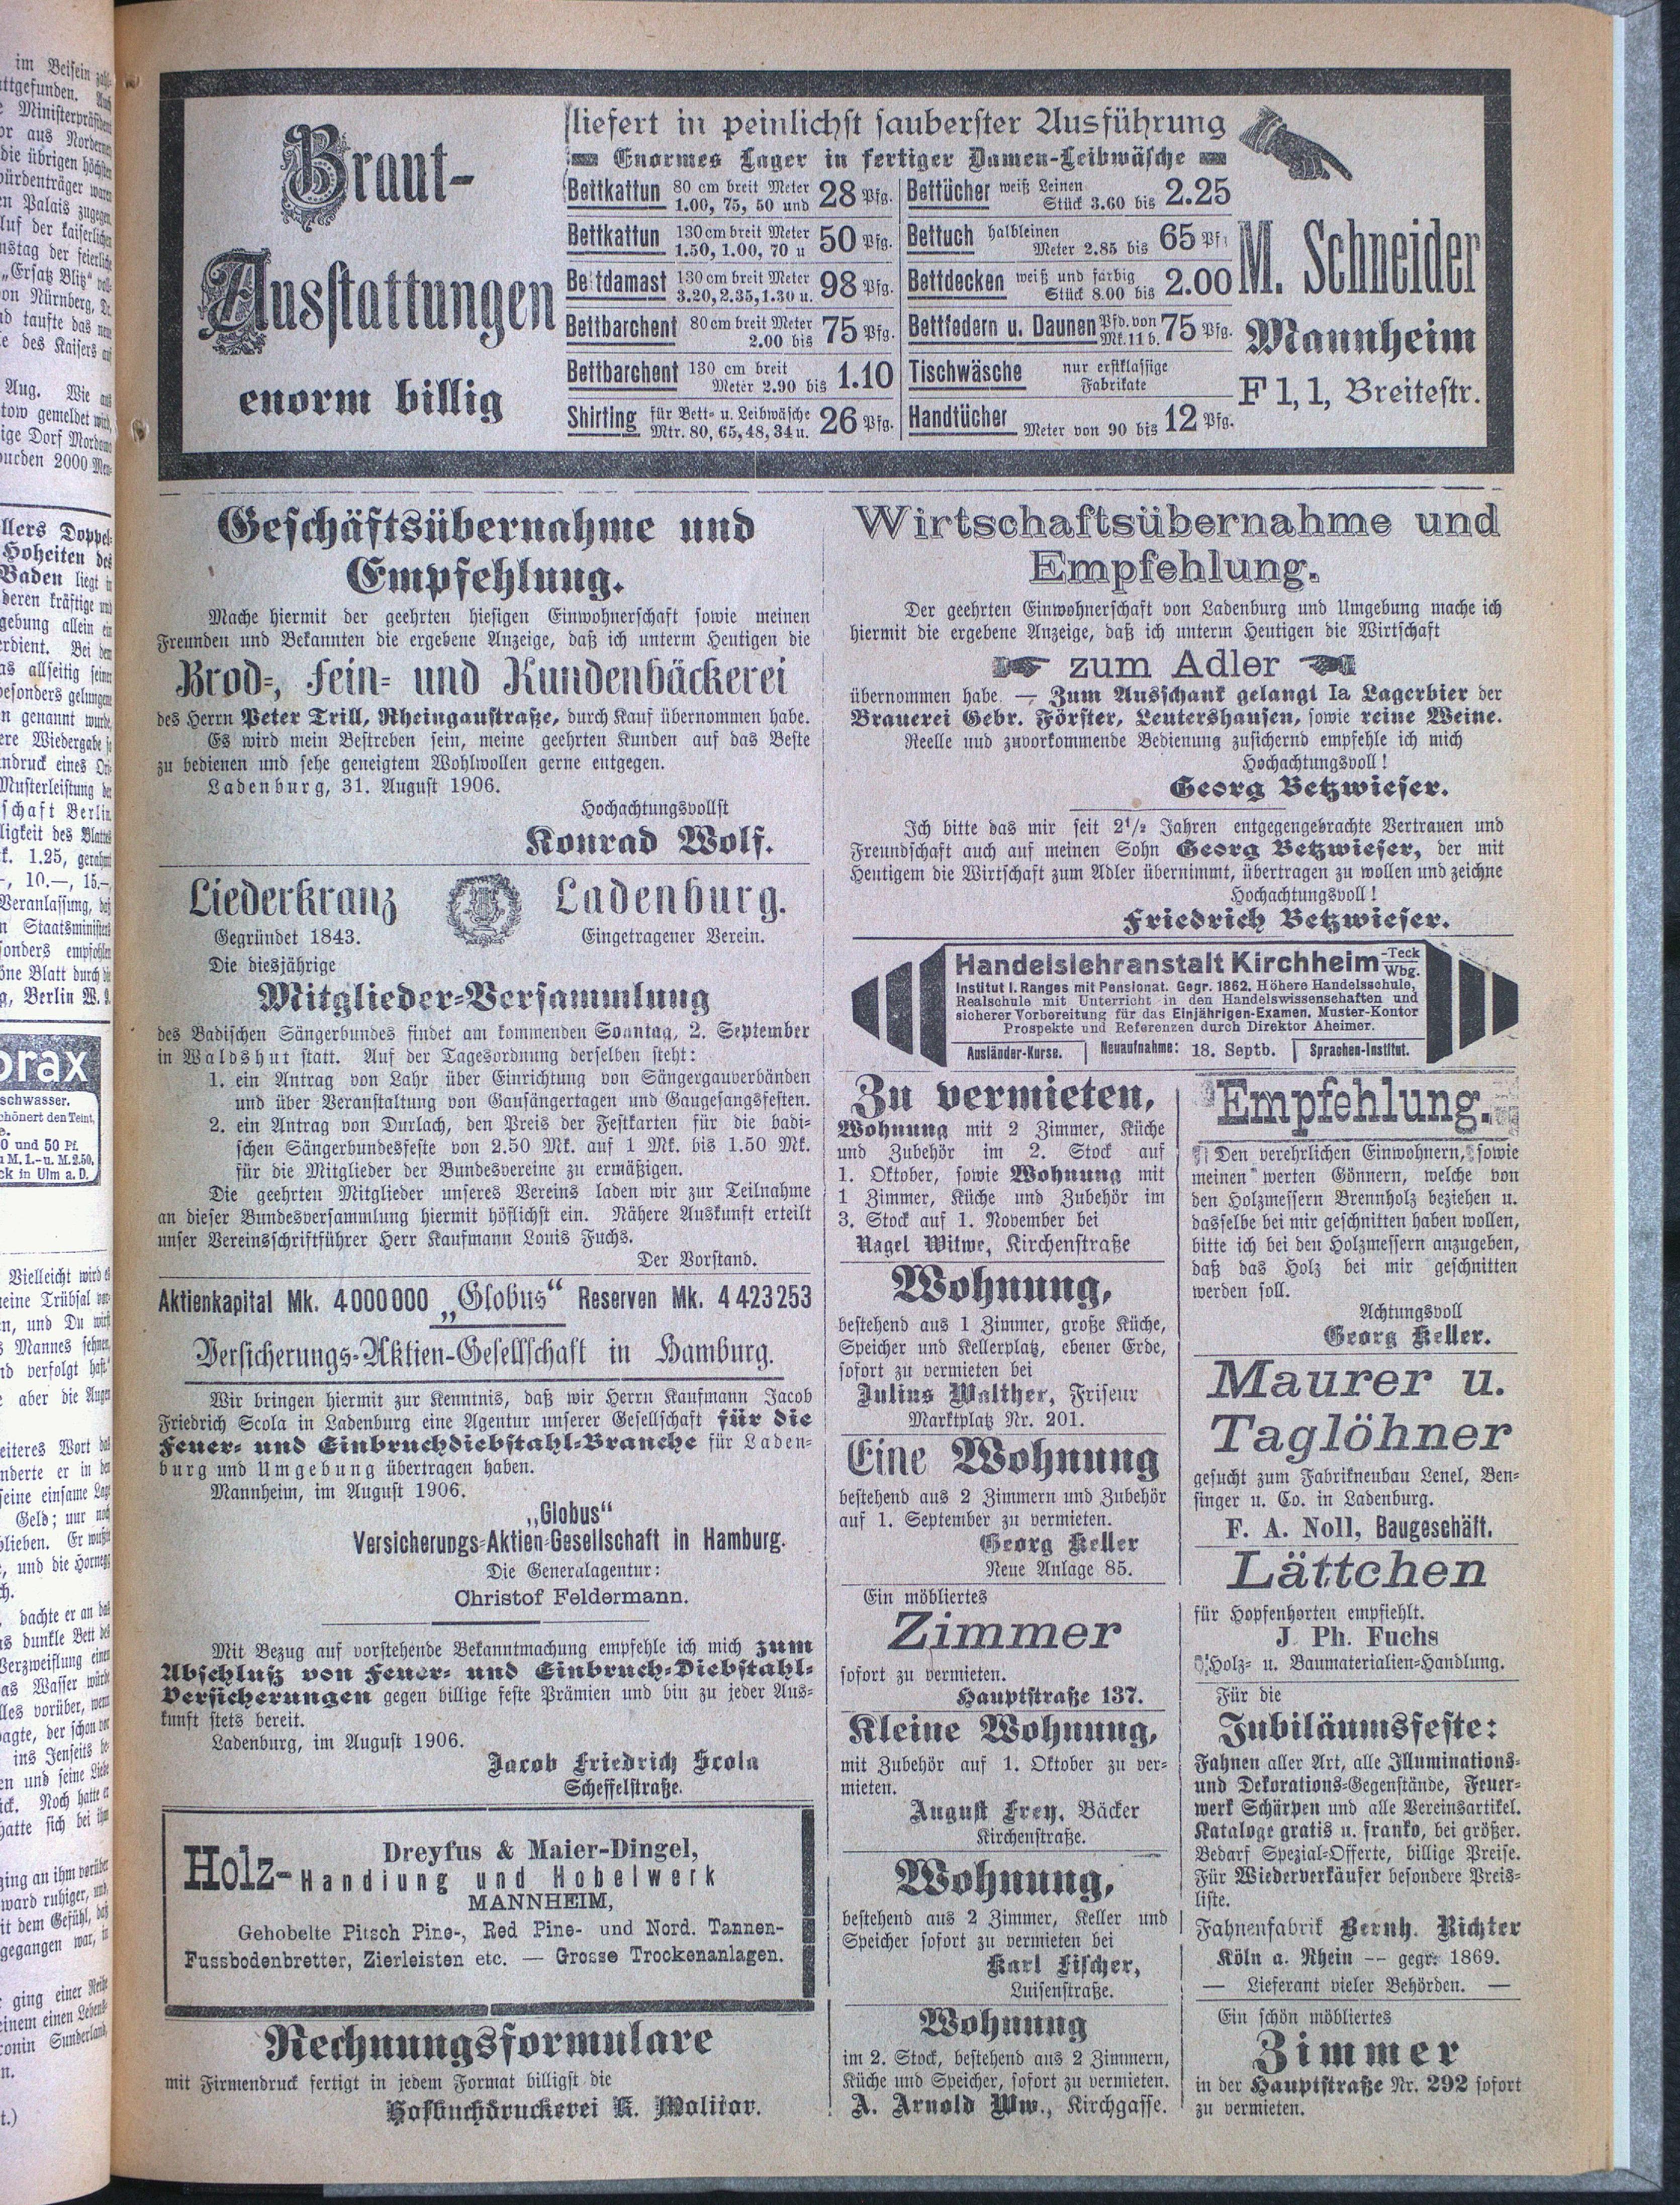 Braut-
Ausstattungen
enorm billig
liefert in peinlichst sauberster Ausführung
Enormes Lager in fertiger Damen-Leibwäsche
Bettkattun 80 cm breit Meter 1.00, 75, 50 und 28 Pfg.
Bettkattun 130 cm breit Meter 1.50, 1.00, 70 u 50 Pfg.
Bettdamast 130 cm breit Meter 3.20, 2.35, 1.30 u. 98 Pfg.
Bettbarchent 80 cm breit Meter 2.00 bis 75 Pfg.
Bettbarchent 130 cm breit Meter 2.90 bis 1.10
Shirting für Bett- u. Leibwäsche Mtr. 80, 65, 48, 34 u. 26 Pfg.
Bettücher weiß Leinen Stück 3.60 bis 2.25
Bettuch halbleinen Meter 2.85 bis 65 Pf.
Bettdecken weiß und farbig Stück 8.00 bis 2.00
Bettfedern u. Daunen Pfd. von Mk. 11 b. 75 Pfg.
Tischwäsche nur erstklassige Fabrikate
Handtücher Meter von 90 bis 12 Pfg.
M. Schneider
Mannheim
F 1, 1, Breitestr.
Geschäftsübernahme und
Empfehlung.
Mache hiermit der geehrten hiesigen Einwohnerschaft sowie meinen
Freunden und Bekannten die ergebene Anzeige, daß ich unterm Heutigen die
Brod-, Fein- und Kundenbäckerei
des Herrn Peter Trill, Rheingaustraße, durch Kauf übernommen habe.
Es wird mein Bestreben sein, meine geehrten Kunden auf das Beste
zu bedienen und sehe geneigtem Wohlwollen gerne entgegen.
Ladenburg, 31. August 1906.
Hochachtungsvollst
Konrad Wolf.
Liederkranz Ladenburg.
Gegründet 1843. Eingetragener Verein.
Die diesjährige
Mitglieder-Versammlung
des Badischen Sängerbundes findet am kommenden Sonntag, 2. September
in Waldshut statt. Auf der Tagesordnung derselben steht:
1. ein Antrag von Lahr über Einrichtung von Sängergauverbänden
und über Veranstaltung von Gausängertagen und Gaugesangsfesten.
2. ein Antrag von Durlach, den Preis der Festkarten für die badi-
schen Sängerbundesfeste von 2.50 Mk. auf 1 Mk. bis 1.50 Mk.
für die Mitglieder der Bundesvereine zu ermäßigen.
Die geehrten Mitglieder unseres Vereins laden wir zur Teilnahme
an dieser Bundesversammlung hiermit höflichst ein. Nähere Auskunft erteilt
unser Vereinsschriftführer Herr Kaufmann Louis Fuchs.
Der Vorstand.
Aktienkapital Mk. 4000000 „Globus“ Reserven Mk. 4423253
Versicherungs-Aktien-Gesellschaft in Hamburg.
Wir bringen hiermit zur Kenntnis, daß wir Herrn Kaufmann Jacob
Friedrich Scola in Ladenburg eine Agentur unserer Gesellschaft für die
Feuer- und Einbruchdiebstahl-Branche für Laden-
burg und Umgebung übertragen haben.
Mannheim, im August 1906.
„Globus“
Versicherungs-Aktien-Gesellschaft in Hamburg.
Die Generalagentur:
Christof Feldermann.
Mit Bezug auf vorstehende Bekanntmachung empfehle ich mich zum
Abschluß von Feuer- und Einbruch-Diebstahl-
Versicherungen gegen billige feste Prämien und bin zu jeder Aus-
kunft stets bereit.
Ladenburg, im August 1906.
Jacob Friedrich Scola
Scheffelstraße.
Dreyfus & Maier-Dingel,
Holz-Handlung und Hobelwerk
MANNHEIM,
Gehobelte Pitsch Pine-, Red Pine- und Nord. Tannen-
Fussbodenbretter, Zierleisten etc. — Grosse Trockenanlagen.
Rechnungsformulare
mit Firmendruck fertigt in jedem Format billigst die
Hofbuchdruckerei K. Molitor.
Wirtschaftsübernahme und
Empfehlung.
Der geehrten Einwohnerschaft von Ladenburg und Umgebung mache ich
hiermit die ergebene Anzeige, daß ich unterm Heutigen die Wirtschaft
zum Adler
übernommen habe. — Zum Ausschank gelangt Ia Lagerbier der
Brauerei Gebr. Förster, Leutershausen, sowie reine Weine.
Reelle und zuvorkommende Bedienung zusichernd empfehle ich mich
Hochachtungsvoll!
Georg Betzwieser.
Ich bitte das mir seit 2 1/2 Jahren entgegengebrachte Vertrauen und
Freundschaft auch auf meinen Sohn Georg Betzwieser, der mit
Heutigem die Wirtschaft zum Adler übernimmt, übertragen zu wollen und zeichne
Hochachtungsvoll!
Friedrich Betzwieser.
Handelslehranstalt Kirchheim-Teck Wbg.
Institut I. Ranges mit Pensionat. Gegr. 1862. Höhere Handelsschule,
Realschule mit Unterricht in den Handelswissenschaften und
sicherer Vorbereitung für das Einjährigen-Examen. Muster-Kontor
Prospekte und Referenzen durch Direktor Aheimer.
Ausländer-Kurse. Neuaufnahme: 18. Septb. Sprachen-Institut.
Zu vermieten,
Wohnung mit 2 Zimmer, Küche
und Zubehör im 2. Stock auf
1. Oktober, sowie Wohnung mit
1 Zimmer, Küche und Zubehör im
3. Stock auf 1. November bei
Nagel Witwe, Kirchenstraße
Wohnung,
bestehend aus 1 Zimmer, große Küche,
Speicher und Kellerplatz, ebener Erde,
sofort zu vermieten bei
Julius Walther, Friseur
Marktplatz Nr. 201.
Eine Wohnung
bestehend aus 2 Zimmern und Zubehör
auf 1. September zu vermieten.
Georg Keller
Neue Anlage 85.
Ein möbliertes
Zimmer
sofort zu vermieten.
Hauptstraße 137.
Kleine Wohnung,
mit Zubehör auf 1. Oktober zu ver-
mieten.
August Frey, Bäcker
Kirchenstraße.
Wohnung,
bestehend aus 2 Zimmer, Keller und
Speicher sofort zu vermieten bei
Karl Fischer,
Luisenstraße.
Wohnung
im 2. Stock, bestehend aus 2 Zimmern,
Küche und Speicher, sofort zu vermieten.
A. Arnold Ww., Kirchgasse.
Empfehlung.
Den verehrlichen Einwohnern, sowie
meinen werten Gönnern, welche von
den Holzmessern Brennholz beziehen u.
dasselbe bei mir geschnitten haben wollen,
bitte ich bei den Holzmessern anzugeben,
daß das Holz bei mir geschnitten
werden soll.
Achtungsvoll
Georg Keller.
Maurer u.
Taglöhner
gesucht zum Fabrikneubau Lenel, Ben-
singer u. Co. in Ladenburg.
F. A. Noll, Baugeschäft.
Lättchen
für Hopfenhorten empfiehlt.
J. Ph. Fuchs
Holz- u. Baumaterialien-Handlung.
Für die
Jubiläumsfeste:
Fahnen aller Art, alle Illuminations-
und Dekorations-Gegenstände, Feuer-
werk Schärpen und alle Vereinsartikel.
Kataloge gratis u. franko, bei größer.
Bedarf Spezial-Offerte, billige Preise.
Für Wiederverkäufer besondere Preis-
liste.
Fahnenfabrik Bernh. Richter
Köln a. Rhein -- gegr. 1869.
— Lieferant vieler Behörden. —
Ein schön möbliertes
Zimmer
in der Hauptstraße Nr. 292 sofort
zu vermieten.